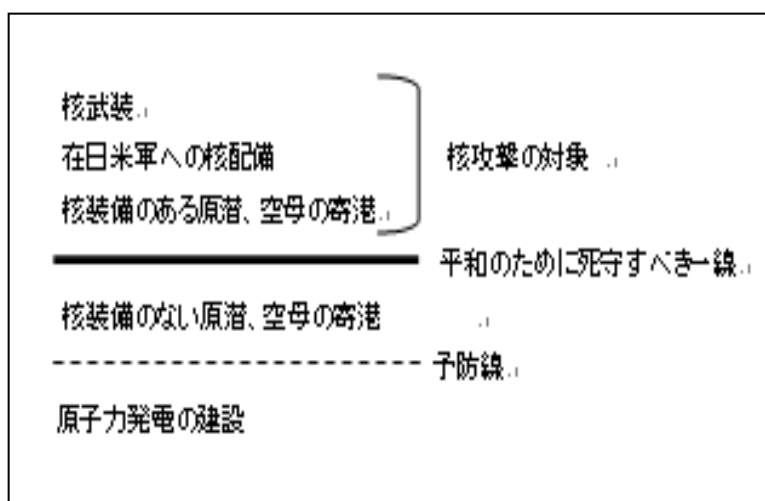 核武装
在日米軍への核配備 核攻撃の対象
核装備のある原潜、空母の寄港
平和のために死守すべき一線
核装備のない原潜、空母の寄港
予防線
原子力発電の建設